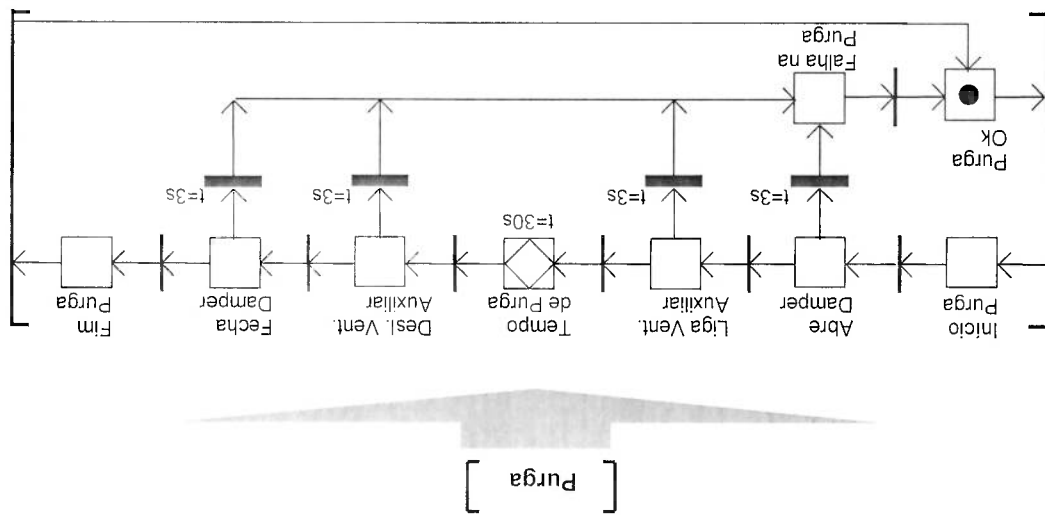 Purga
Início
Purga
Abre
Damper
Liga Vent.
Auxiliar
Tempo
de Purga
Desl. Vent.
Auxiliar
Fecha
Damper
Fim
Purga
t=30s
t=3s
t=3s
t=3s
t=3s
Purga
Ok
Falha na
Purga